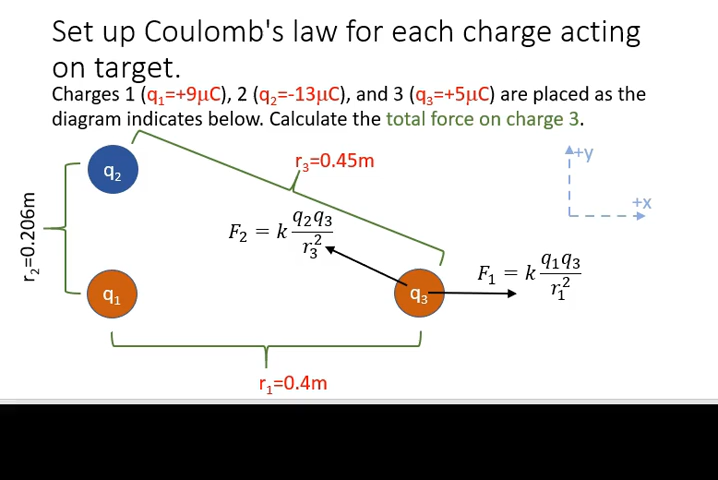 Set up Coulomb's law for each charge acting
on target.
Charges 1 (q₁=+9μC), 2 (q₂=-13μC), and 3 (q₃=+5μC) are placed as the
diagram indicates below. Calculate the total force on charge 3.
+y
r₃=0.45m
q₂
+x
r₂=0.206m
F₂ = k q₂q₃/r₃²
F₁ = k q₁q₃/r₁²
q₁
q₃
r₁=0.4m